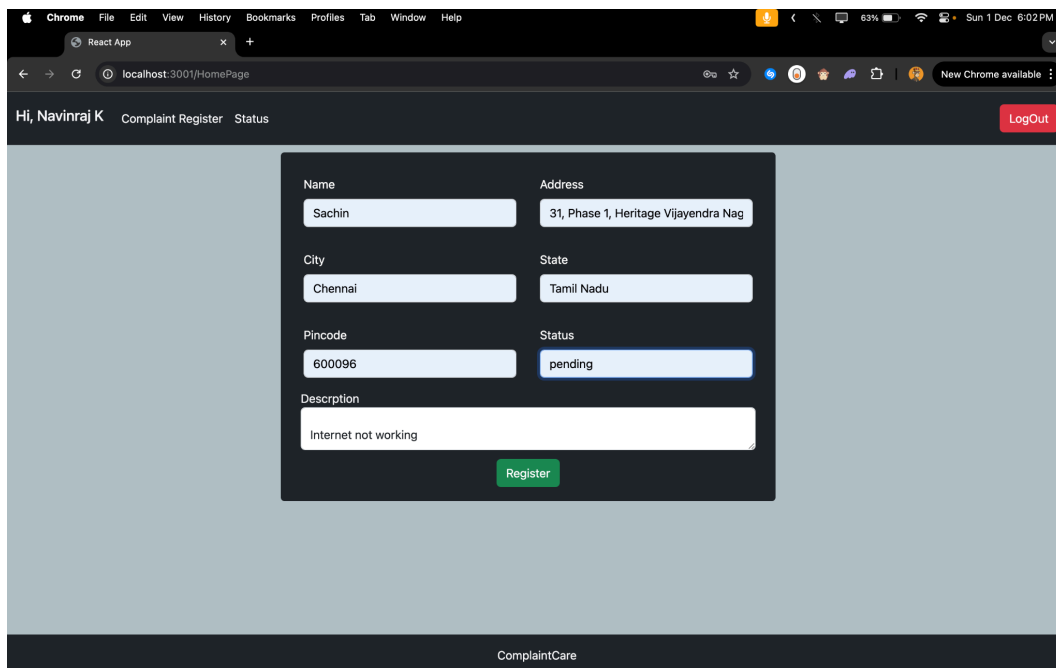 Chrome File Edit View History Bookmarks Profiles Tab Window Help 63% Sun 1 Dec 6:02 PM
React App
localhost:3001/HomePage New Chrome available
Hi, Navinraj K Complaint Register Status LogOut
Name Address
Sachin 31, Phase 1, Heritage Vijayendra Nag
City State
Chennai Tamil Nadu
Pincode Status
600096 pending
Descrption
Internet not working
Register
ComplaintCare